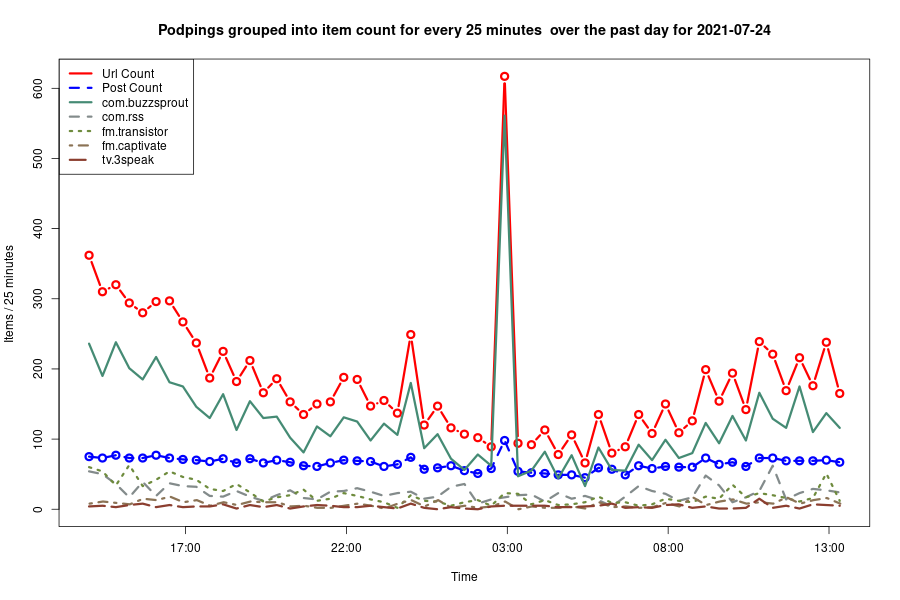 Podpings grouped into item count for every 25 minutes  over the past day for 2021-07-24
Url Count
Post Count
com.buzzsprout
com.rss
fm.transistor
fm.captivate
tv.3speak
600
500
400
300
200
100
0
Items / 25 minutes
17:00 22:00 03:00 08:00 13:00
Time